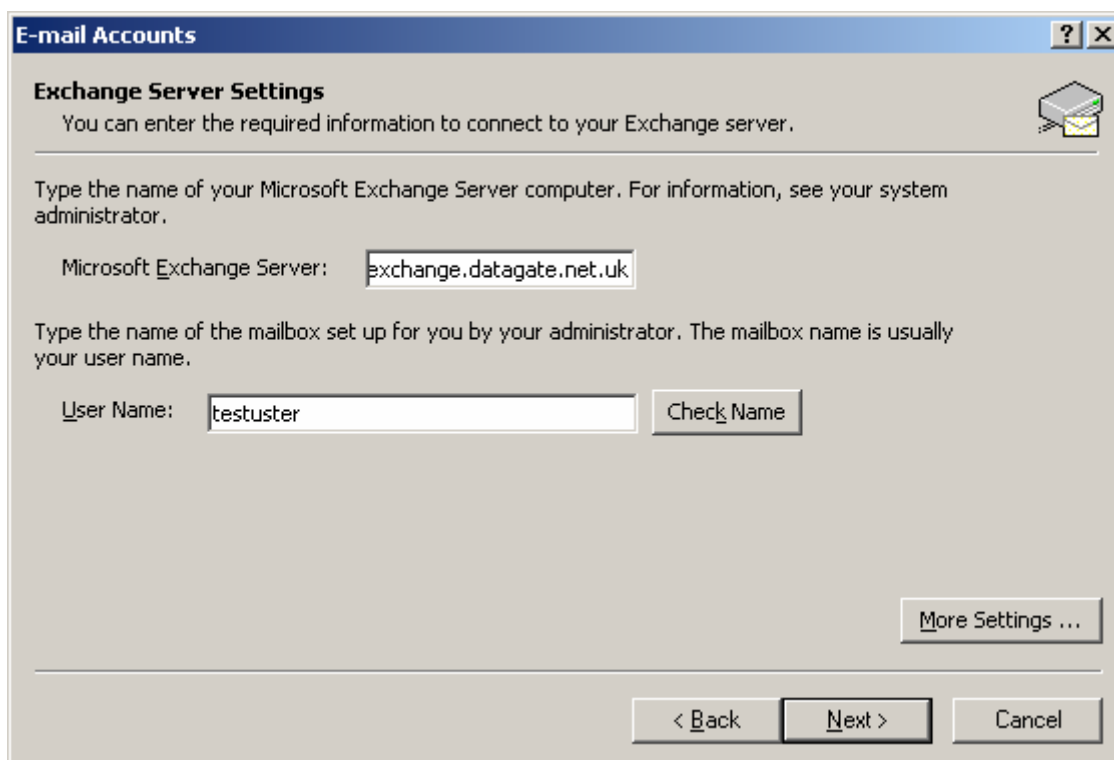 E-mail Accounts
Exchange Server Settings
You can enter the required information to connect to your Exchange server.
Type the name of your Microsoft Exchange Server computer. For information, see your system
administrator.
Microsoft Exchange Server: exchange.datagate.net.uk
Type the name of the mailbox set up for you by your administrator. The mailbox name is usually
your user name.
User Name: testuster Check Name
More Settings ...
< Back Next > Cancel